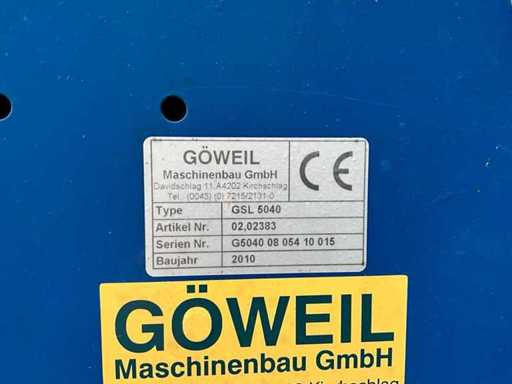 GÖWEIL
Maschinenbau GmbH
Davidschlag 11,A4202 Kirchschlag
Tel.: (0043) (0) 7215/2131-0
CE
Type GSL 5040
Artikel Nr. 02,02383
Serien Nr. G5040 08 054 10 015
Baujahr 2010
GÖWEIL
Maschinenbau GmbH